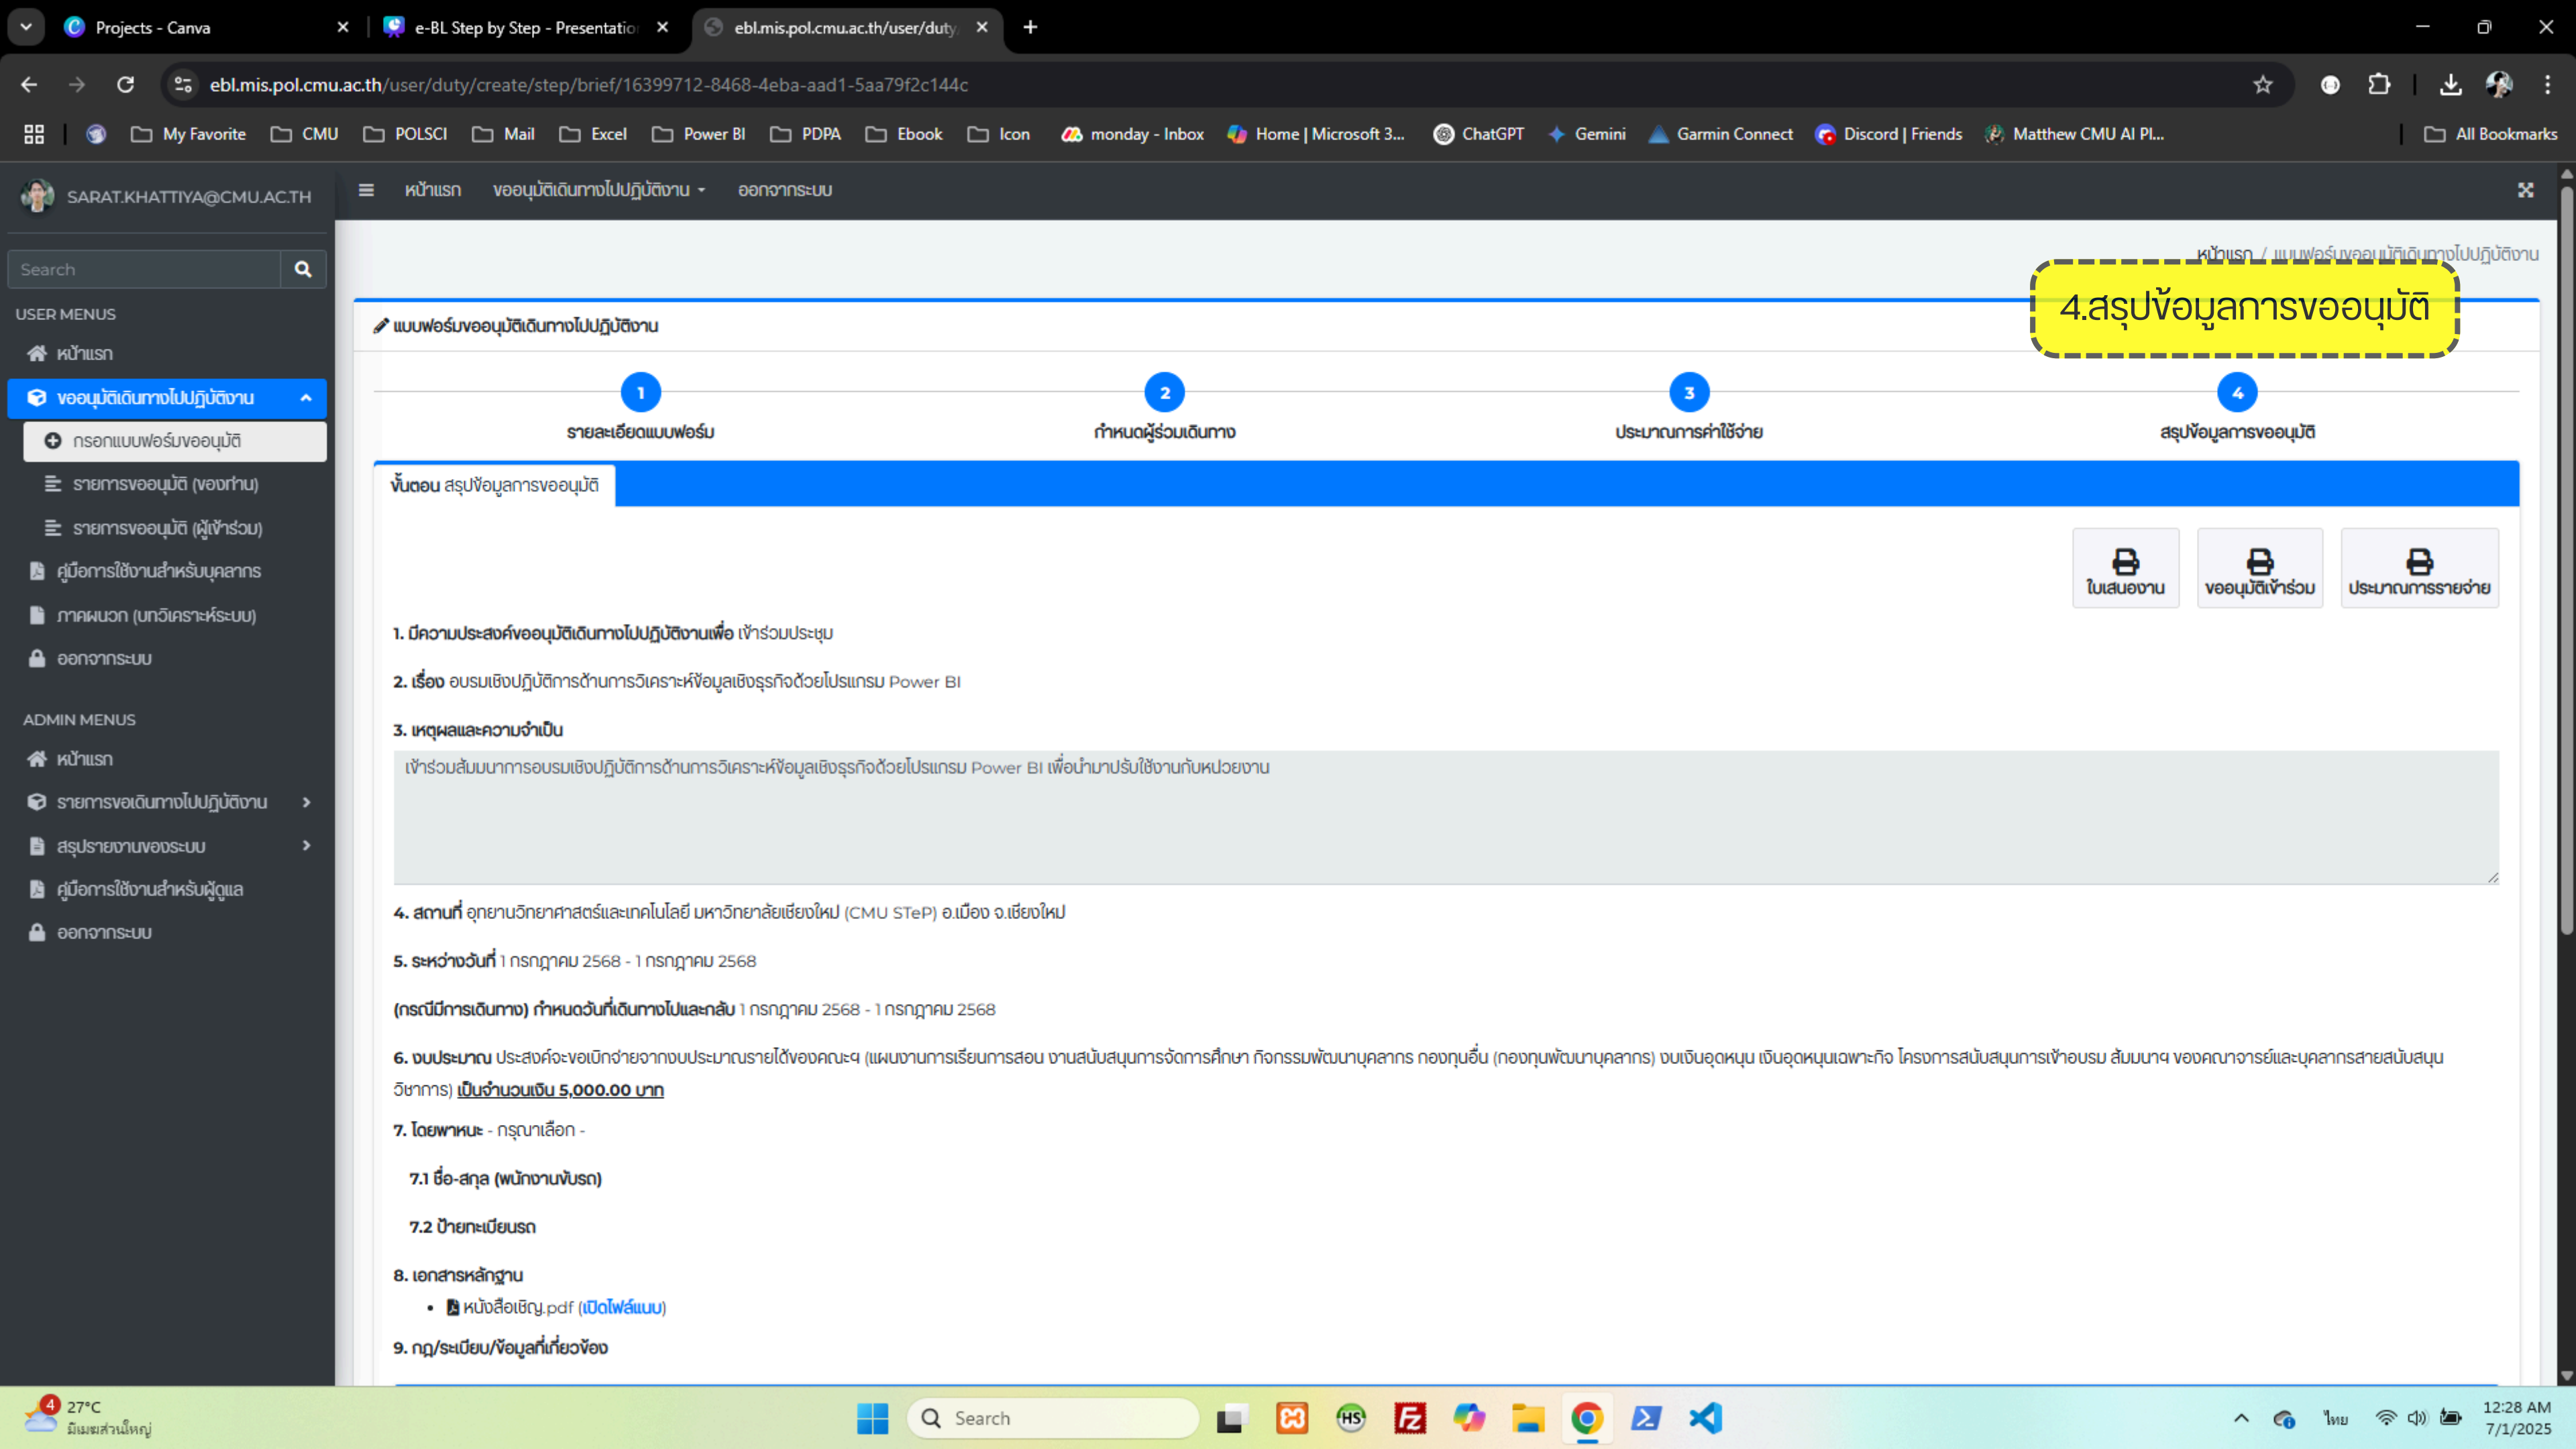 Projects - Canva
e-BL Step by Step - Presentatio
ebl.mis.pol.cmu.ac.th/user/duty
ebl.mis.pol.cmu.ac.th/user/duty/create/step/brief/16399712-8468-4eba-aad1-5aa79f2c144c
My Favorite CMU POLSCI Mail Excel Power BI PDPA Ebook Icon monday - Inbox Home | Microsoft 3... ChatGPT Gemini Garmin Connect Discord | Friends Matthew CMU AI Pl... All Bookmarks
SARAT.KHATTIYA@CMU.AC.TH
หน้าแรก ขออนุมัติเดินทางไปปฏิบัติงาน ออกจากระบบ
Search
USER MENUS
หน้าแรก
ขออนุมัติเดินทางไปปฏิบัติงาน
กรอกแบบฟอร์มขออนุมัติ
รายการขออนุมัติ (ของท่าน)
รายการขออนุมัติ (ผู้เข้าร่วม)
คู่มือการใช้งานสำหรับบุคลากร
ภาคผนวก (บทวิเคราะห์ระบบ)
ออกจากระบบ
ADMIN MENUS
หน้าแรก
รายการขอเดินทางไปปฏิบัติงาน
สรุปรายงานของระบบ
คู่มือการใช้งานสำหรับผู้ดูแล
ออกจากระบบ
หน้าแรก / แบบฟอร์มขออนุมัติเดินทางไปปฏิบัติงาน
4.สรุปข้อมูลการขออนุมัติ
แบบฟอร์มขออนุมัติเดินทางไปปฏิบัติงาน
1 2 3 4
รายละเอียดแบบฟอร์ม กำหนดผู้ร่วมเดินทาง ประมาณการค่าใช้จ่าย สรุปข้อมูลการขออนุมัติ
ขั้นตอน สรุปข้อมูลการขออนุมัติ
ใบเสนองาน ขออนุมัติเข้าร่วม ประมาณการรายจ่าย
1. มีความประสงค์ขออนุมัติเดินทางไปปฏิบัติงานเพื่อ เข้าร่วมประชุม
2. เรื่อง อบรมเชิงปฏิบัติการด้านการวิเคราะห์ข้อมูลเชิงธุรกิจด้วยโปรแกรม Power BI
3. เหตุผลและความจำเป็น
เข้าร่วมสัมมนาการอบรมเชิงปฏิบัติการด้านการวิเคราะห์ข้อมูลเชิงธุรกิจด้วยโปรแกรม Power BI เพื่อนำมาปรับใช้งานกับหน่วยงาน
4. สถานที่ อุทยานวิทยาศาสตร์และเทคโนโลยี มหาวิทยาลัยเชียงใหม่ (CMU STeP) อ.เมือง จ.เชียงใหม่
5. ระหว่างวันที่ 1 กรกฎาคม 2568 - 1 กรกฎาคม 2568
(กรณีมีการเดินทาง) กำหนดวันที่เดินทางไปและกลับ 1 กรกฎาคม 2568 - 1 กรกฎาคม 2568
6. งบประมาณ ประสงค์จะขอเบิกจ่ายจากงบประมาณรายได้ของคณะฯ (แผนงานการเรียนการสอน งานสนับสนุนการจัดการศึกษา กิจกรรมพัฒนาบุคลากร กองทุนอื่น (กองทุนพัฒนาบุคลากร) งบเงินอุดหนุน เงินอุดหนุนเฉพาะกิจ โครงการสนับสนุนการเข้าอบรม สัมมนาฯ ของคณาจารย์และบุคลากรสายสนับสนุน
วิชาการ) เป็นจำนวนเงิน 5,000.00 บาท
7. โดยพาหนะ - กรุณาเลือก -
7.1 ชื่อ-สกุล (พนักงานขับรถ)
7.2 ป้ายทะเบียนรถ
8. เอกสารหลักฐาน
• หนังสือเชิญ.pdf (เปิดไฟล์แนบ)
9. กฎ/ระเบียบ/ข้อมูลที่เกี่ยวข้อง
4
27°C
มีเมฆส่วนใหญ่
Search
HS
ไทย
12:28 AM
7/1/2025